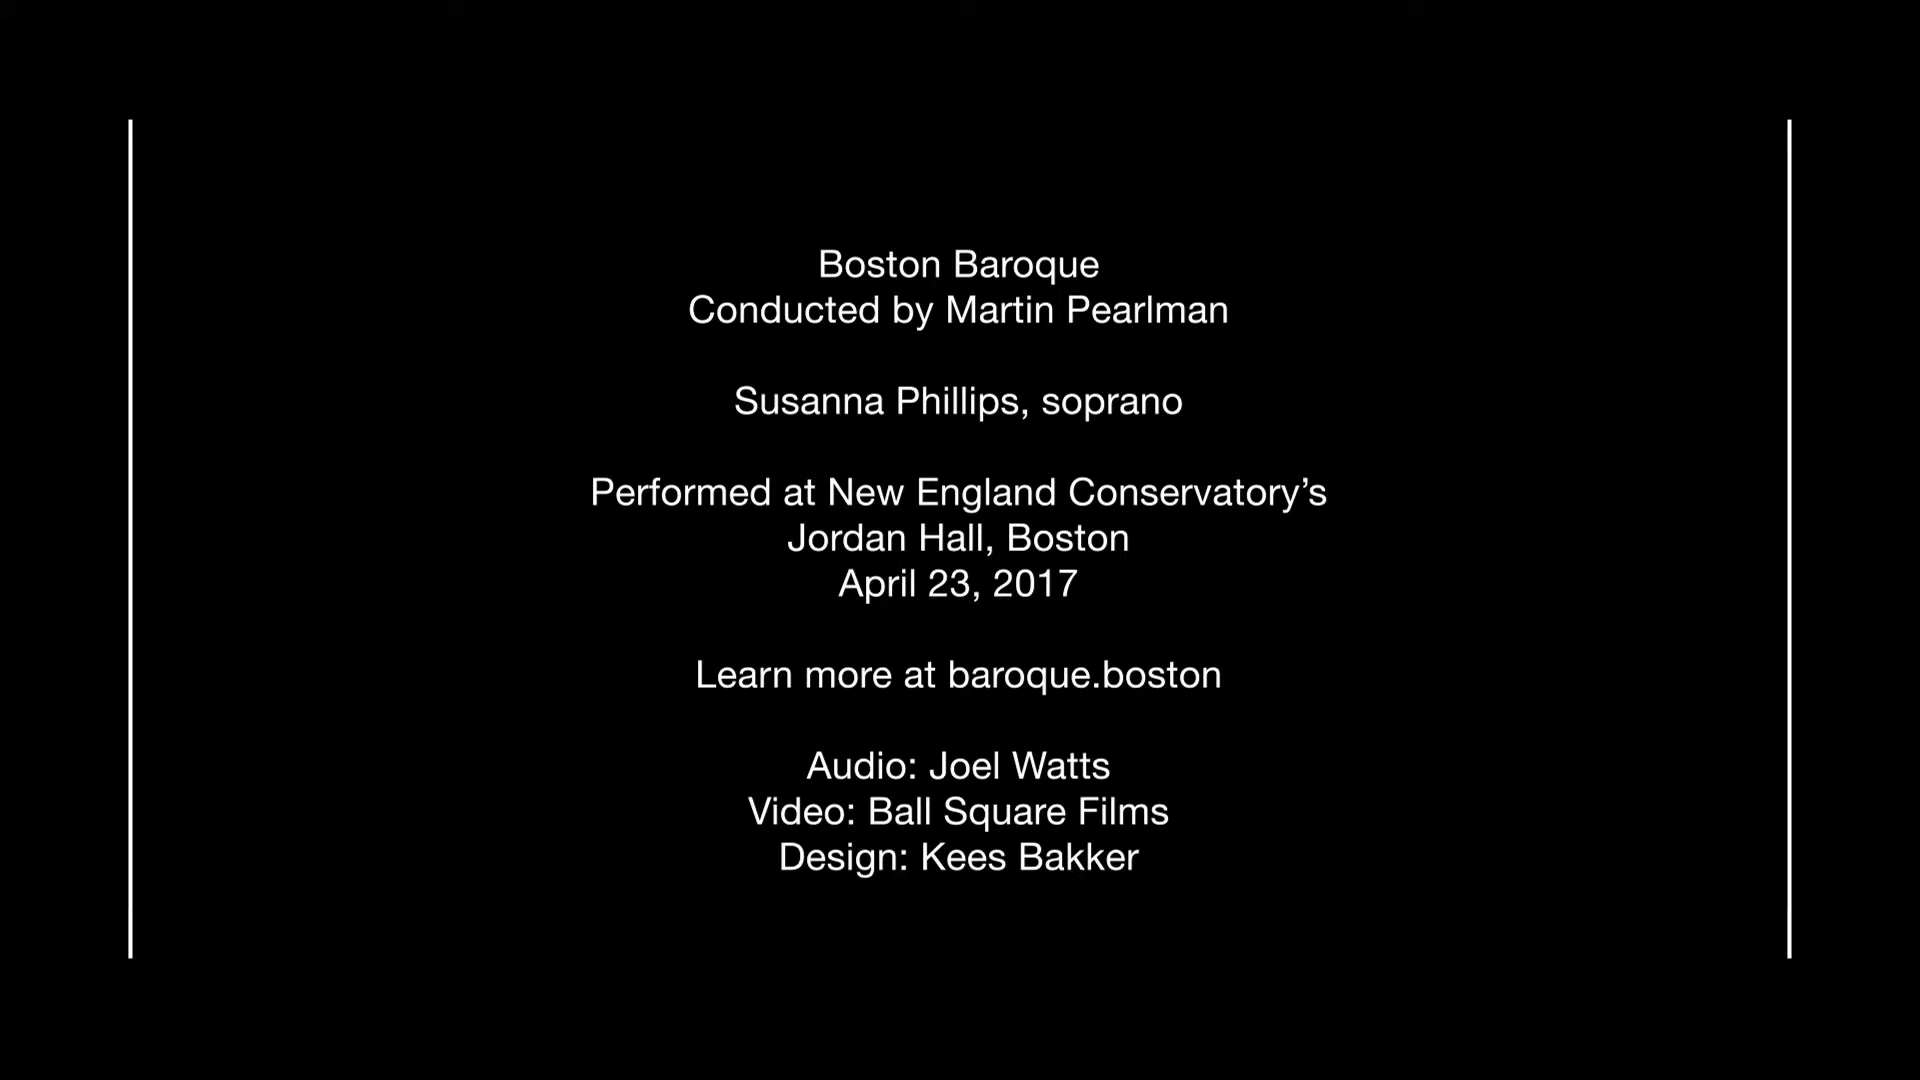 Boston Baroque
Conducted by Martin Pearlman
Susanna Phillips, soprano
Performed at New England Conservatory’s
Jordan Hall, Boston
April 23, 2017
Learn more at baroque.boston
Audio: Joel Watts
Video: Ball Square Films
Design: Kees Bakker